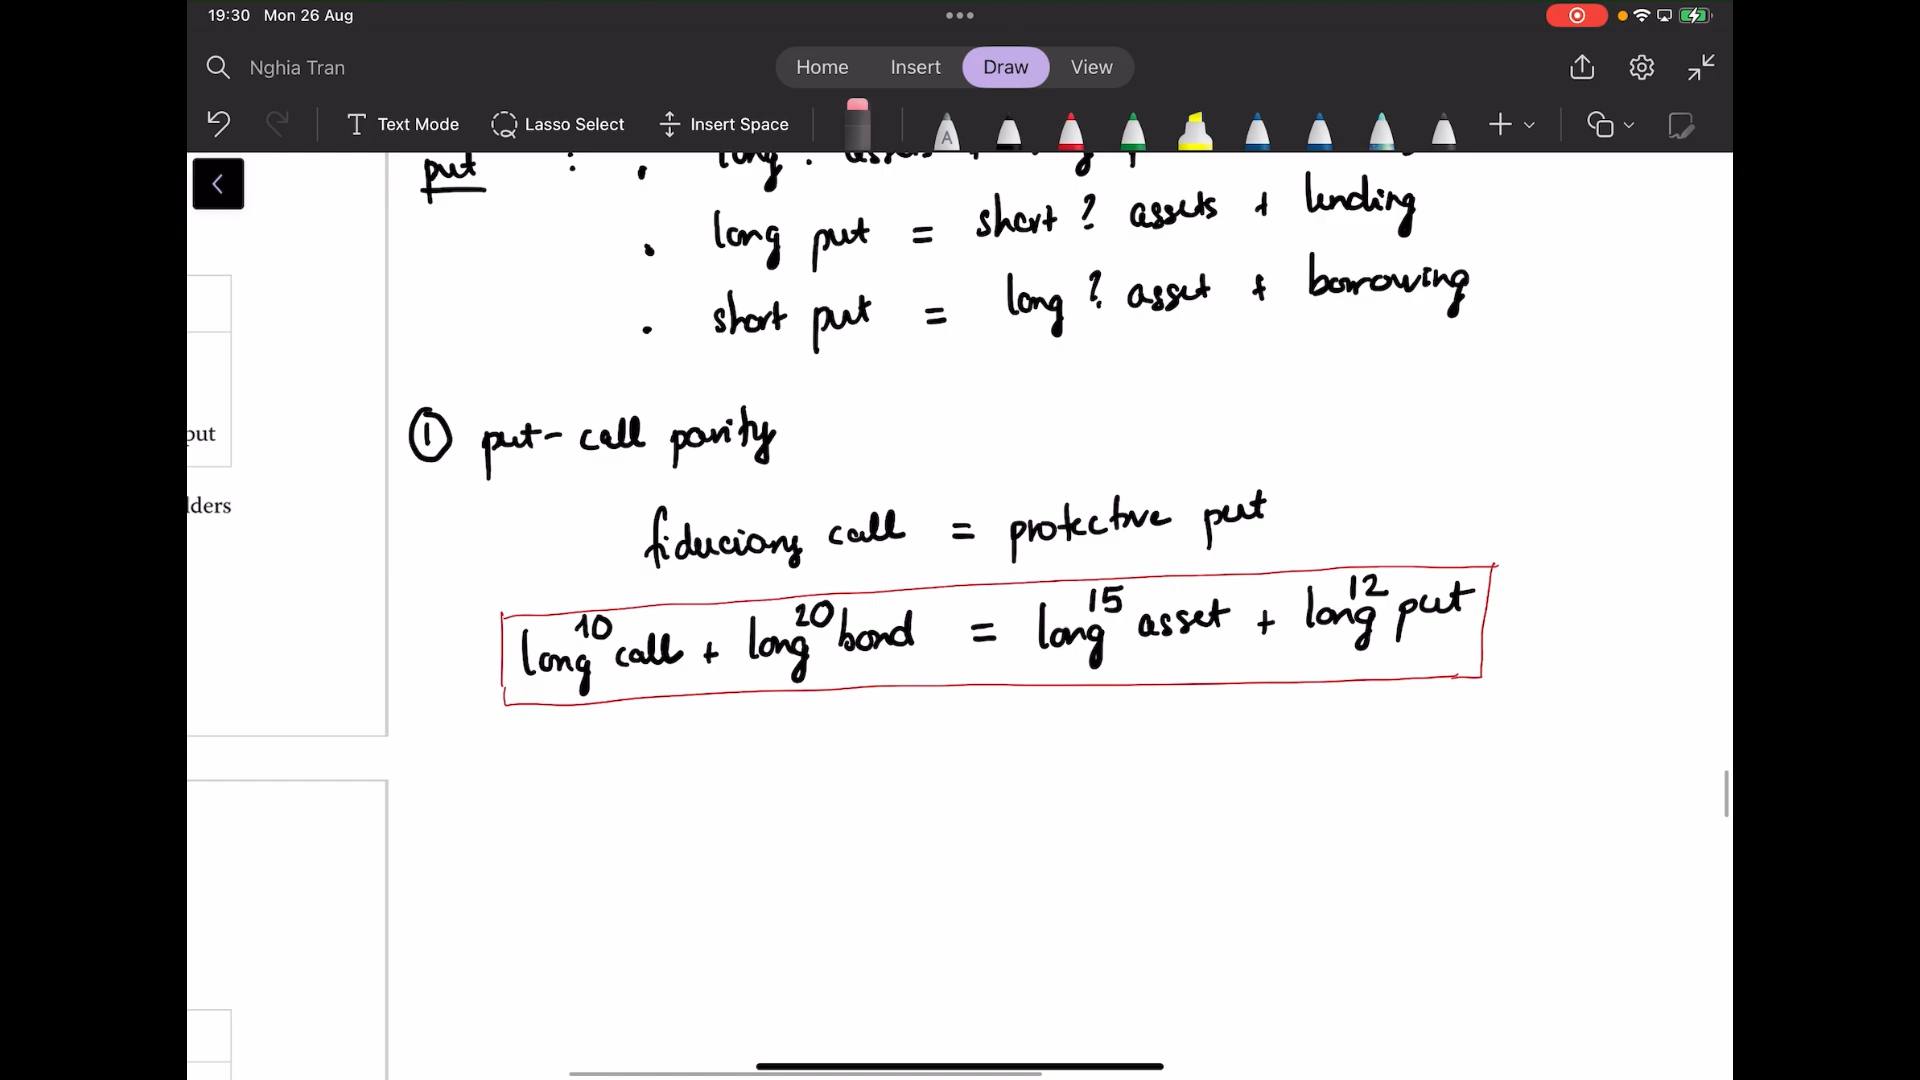 19:30 Mon 26 Aug
Nghia Tran
Home Insert Draw View
Text Mode Lasso Select Insert Space
A
put :
• long put = short ? assets + lending
• short put = long ? asset + borrowing
put
① put-call parity
lders
fiduciary call = protective put
10 20 15 12
long call + long bond = long asset + long put